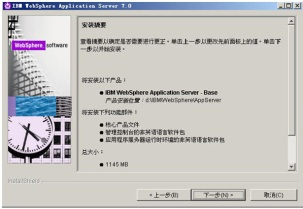 IBM WebSphere Application Server 7.0
WebSphere software
安装摘要
查看摘要以确定是否需要进行更正。单击上一步以更改先前面板上的值。单击下
一步以开始安装。
将安装以下产品：
● IBM WebSphere Application Server - Base
产品安装位置：d:\IBM\WebSphere\AppServer
将安装下列功能部件：
● 核心产品文件
● 管理控制台的非英语语言软件包
● 应用程序服务器运行时环境的非英语语言软件包
总大小：
● 1145 MB
InstallShield
< 上一步(B)
下一步(N) >
取消(C)